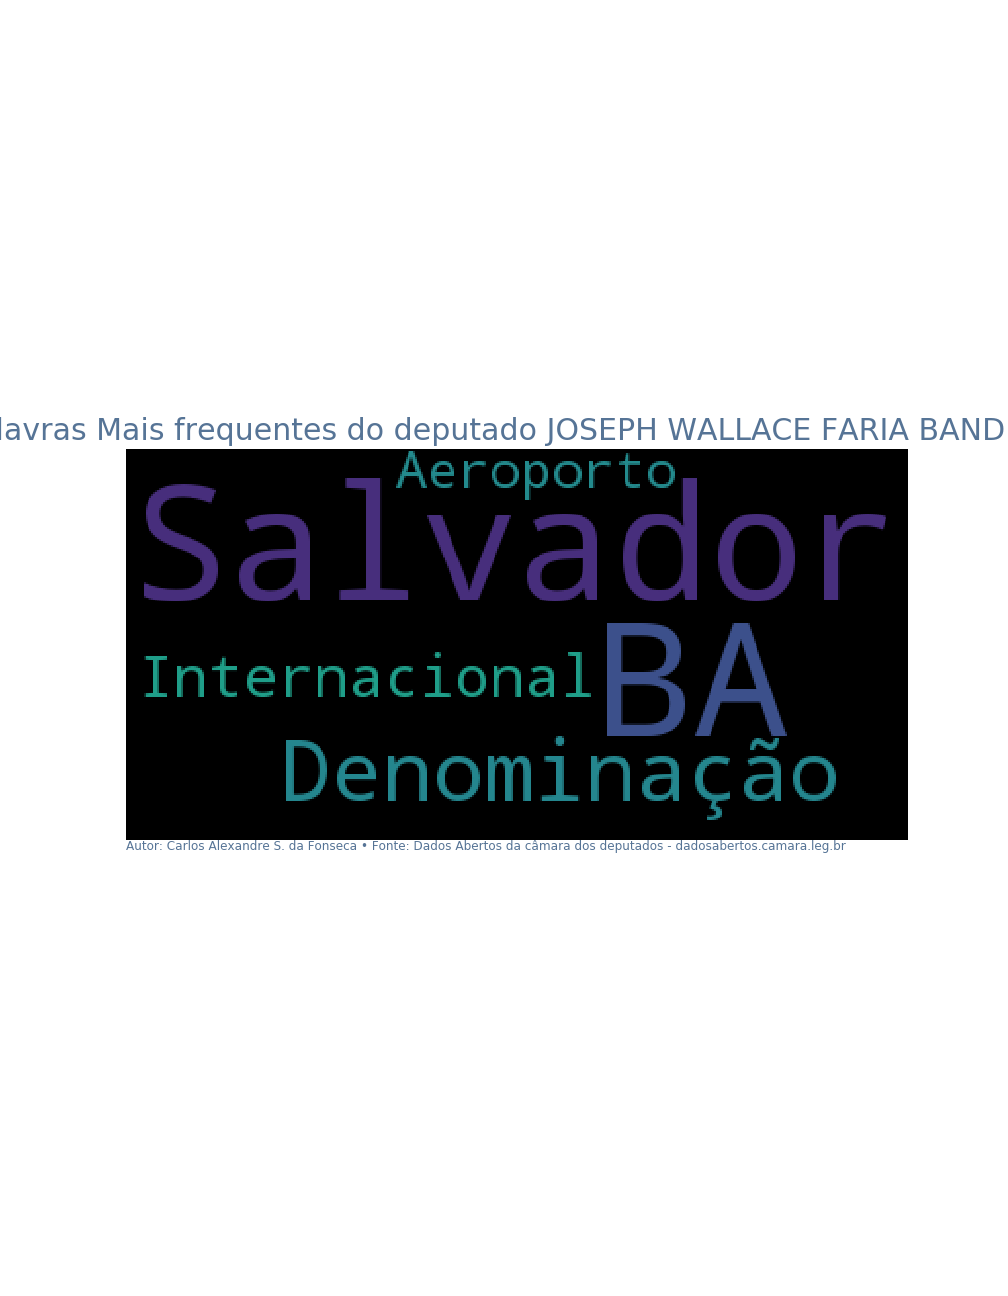 lavras Mais frequentes do deputado JOSEPH WALLACE FARIA BAND
Aeroporto
Salvador
BA
Internacional
Denominação
Autor: Carlos Alexandre S. da Fonseca • Fonte: Dados Abertos da câmara dos deputados - dadosabertos.camara.leg.br